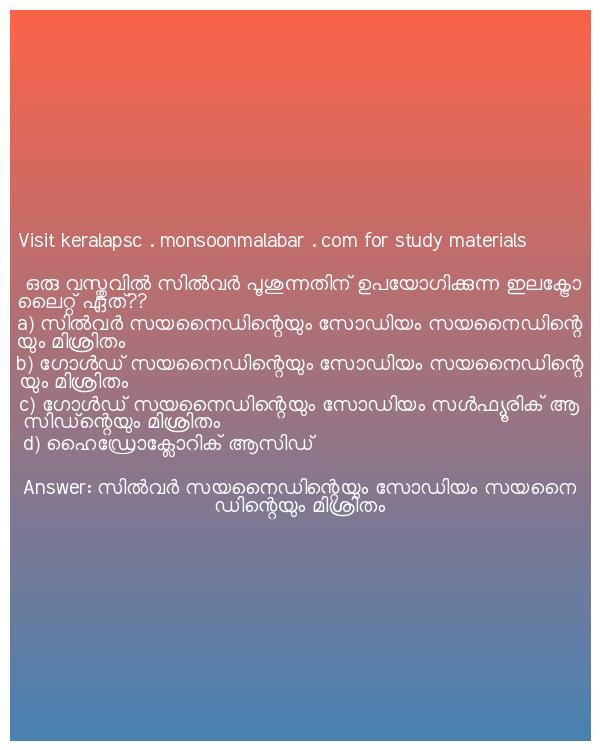 Visit keralapsc . monsoonmalabar . com for study materials
ഒരു വസ്തുവിൽ സിൽവർ പൂശുന്നതിന് ഉപയോഗിക്കുന്ന ഇലക്ട്രോ
ലൈറ്റ് ഏത്??
a) സിൽവർ സയനൈഡിന്റെയും സോഡിയം സയനൈഡിന്റെ
യും മിശ്രിതം
b) ഗോൾഡ് സയനൈഡിന്റെയും സോഡിയം സയനൈഡിന്റെ
യും മിശ്രിതം
c) ഗോൾഡ് സയനൈഡിന്റെയും സോഡിയം സൾഫ്യൂരിക് ആ
സിഡ്ന്റെയും മിശ്രിതം
d) ഹൈഡ്രോക്ലോറിക് ആസിഡ്
Answer: സിൽവർ സയനൈഡിന്റെയും സോഡിയം സയനൈ
ഡിന്റെയും മിശ്രിതം